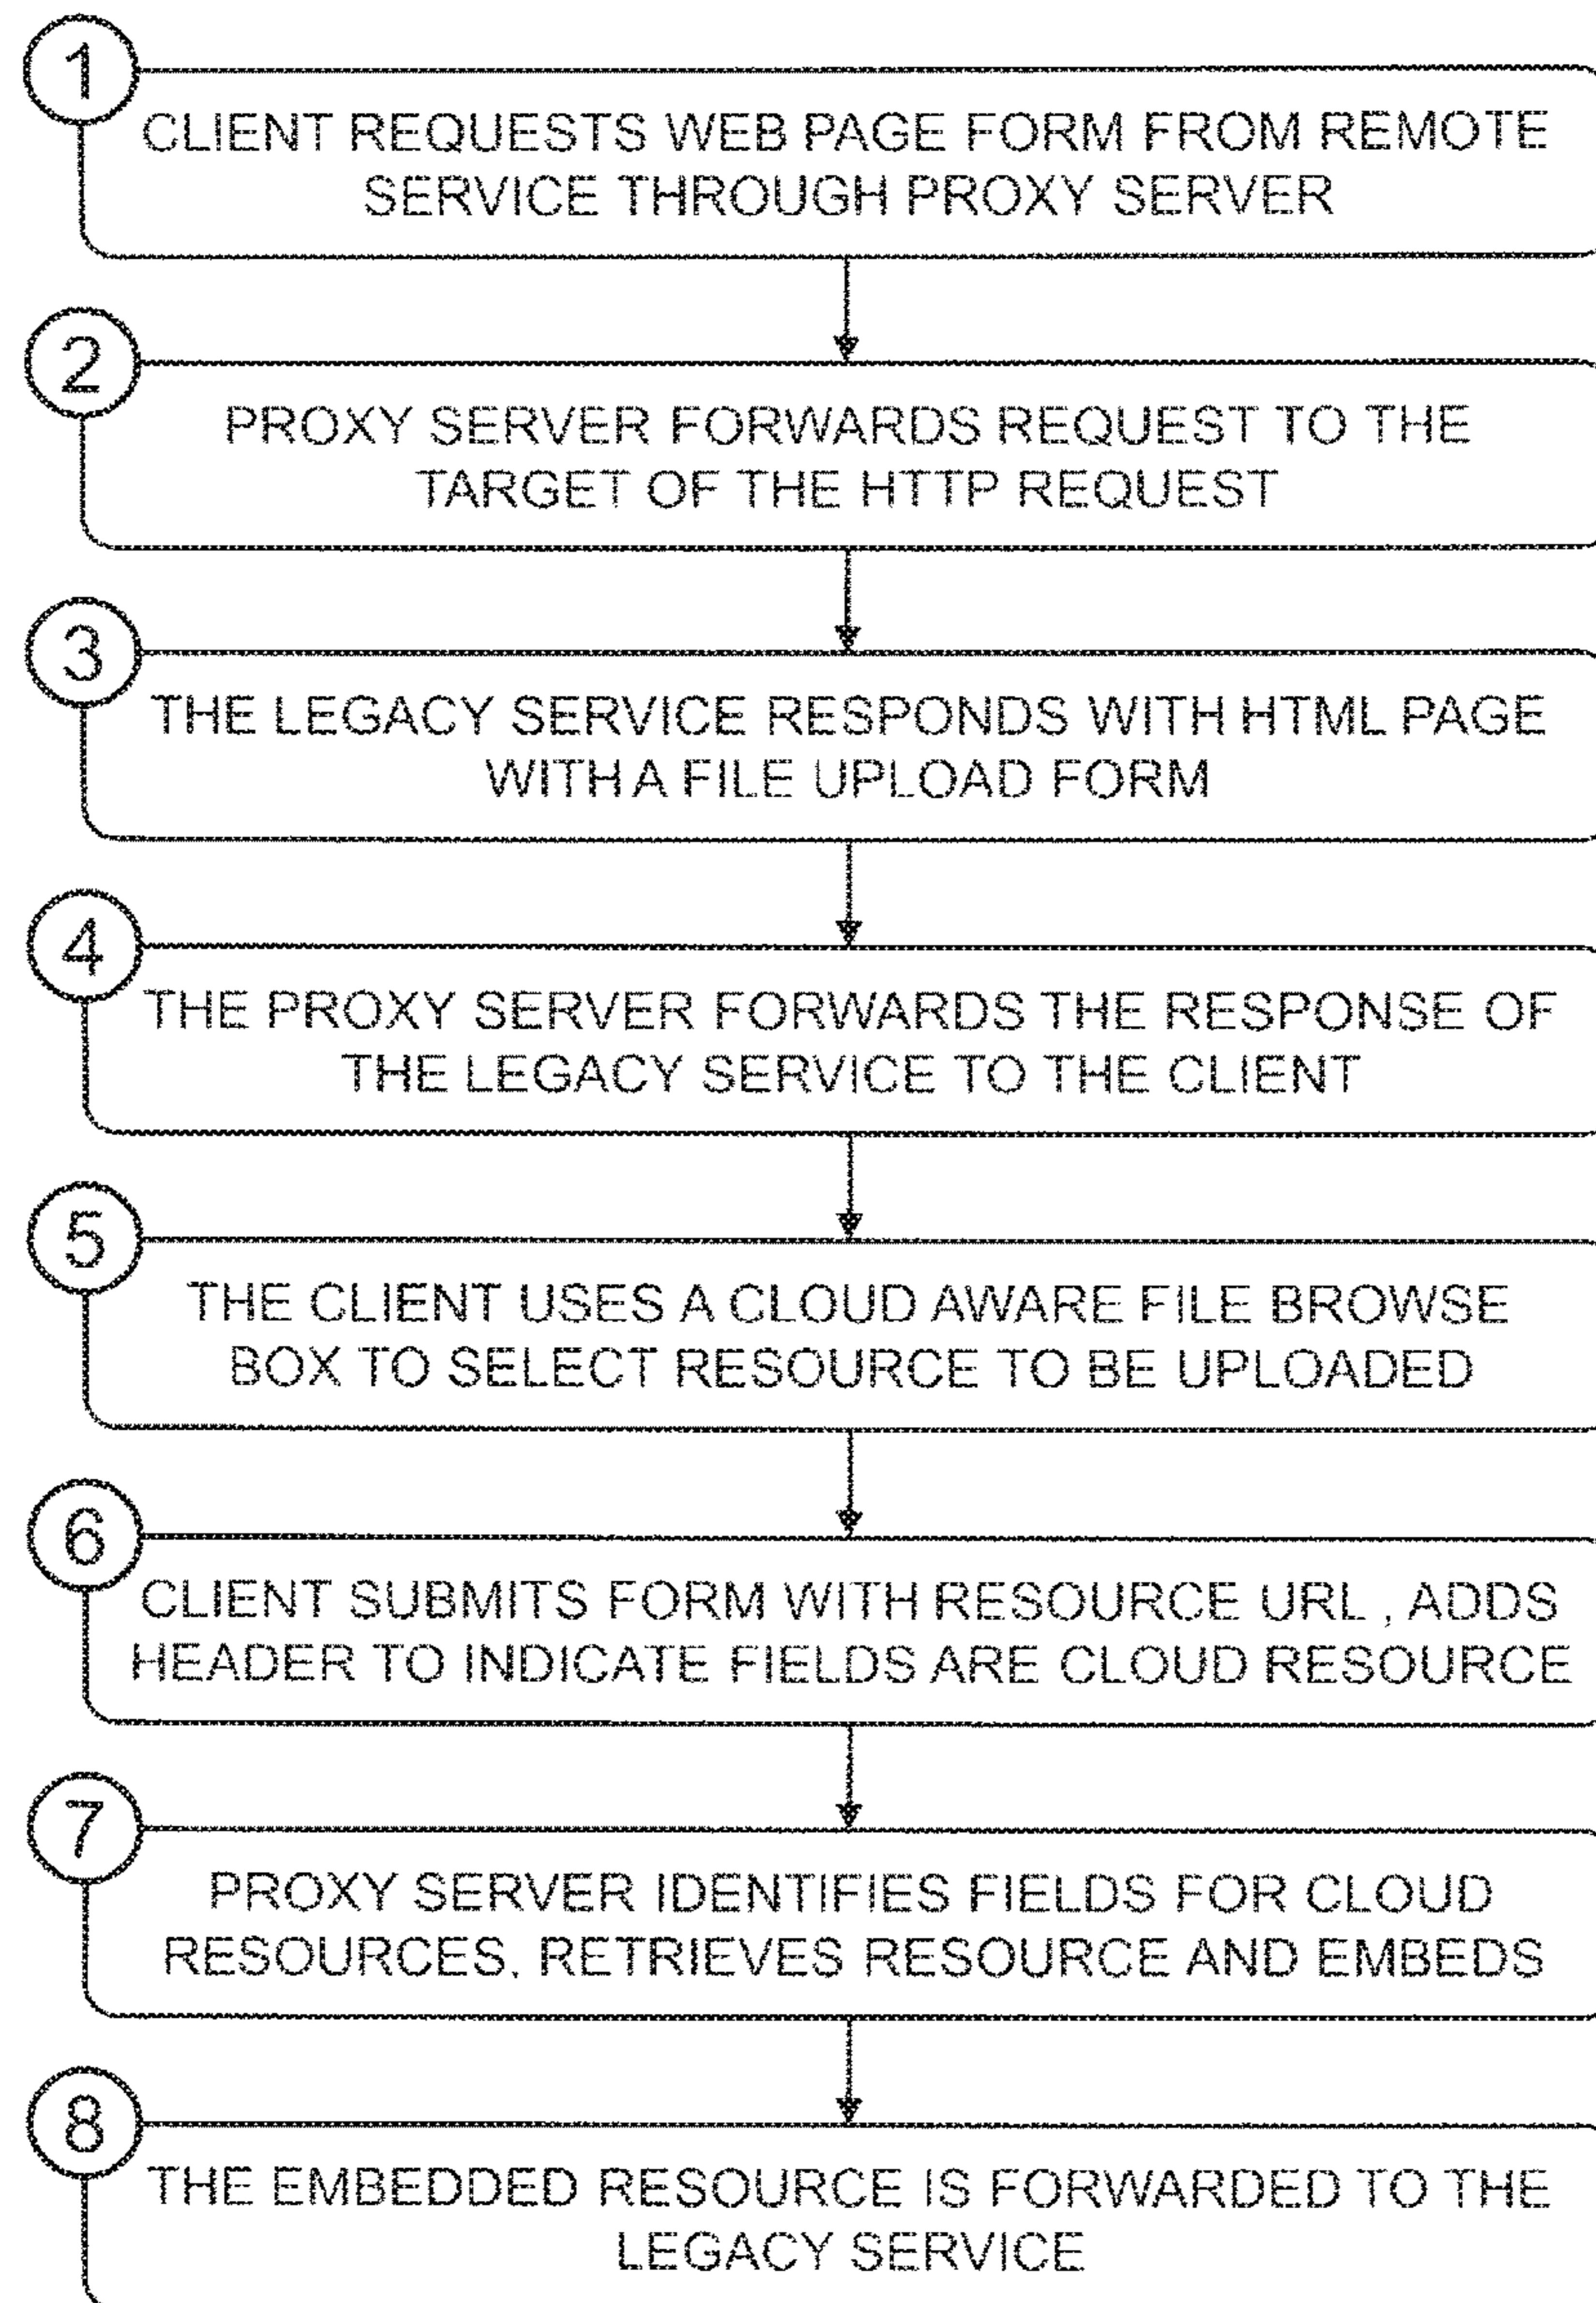 1
CLIENT REQUESTS WEB PAGE FORM FROM REMOTE
SERVICE THROUGH PROXY SERVER
2
PROXY SERVER FORWARDS REQUEST TO THE
TARGET OF THE HTTP REQUEST
3
THE LEGACY SERVICE RESPONDS WITH HTML PAGE
WITH A FILE UPLOAD FORM
4
THE PROXY SERVER FORWARDS THE RESPONSE OF
THE LEGACY SERVICE TO THE CLIENT
5
THE CLIENT USES A CLOUD AWARE FILE BROWSE
BOX TO SELECT RESOURCE TO BE UPLOADED
6
CLIENT SUBMITS FORM WITH RESOURCE URL , ADDS
HEADER TO INDICATE FIELDS ARE CLOUD RESOURCE
7
PROXY SERVER IDENTIFIES FIELDS FOR CLOUD
RESOURCES. RETRIEVES RESOURCE AND EMBEDS
8
THE EMBEDDED RESOURCE IS FORWARDED TO THE
LEGACY SERVICE